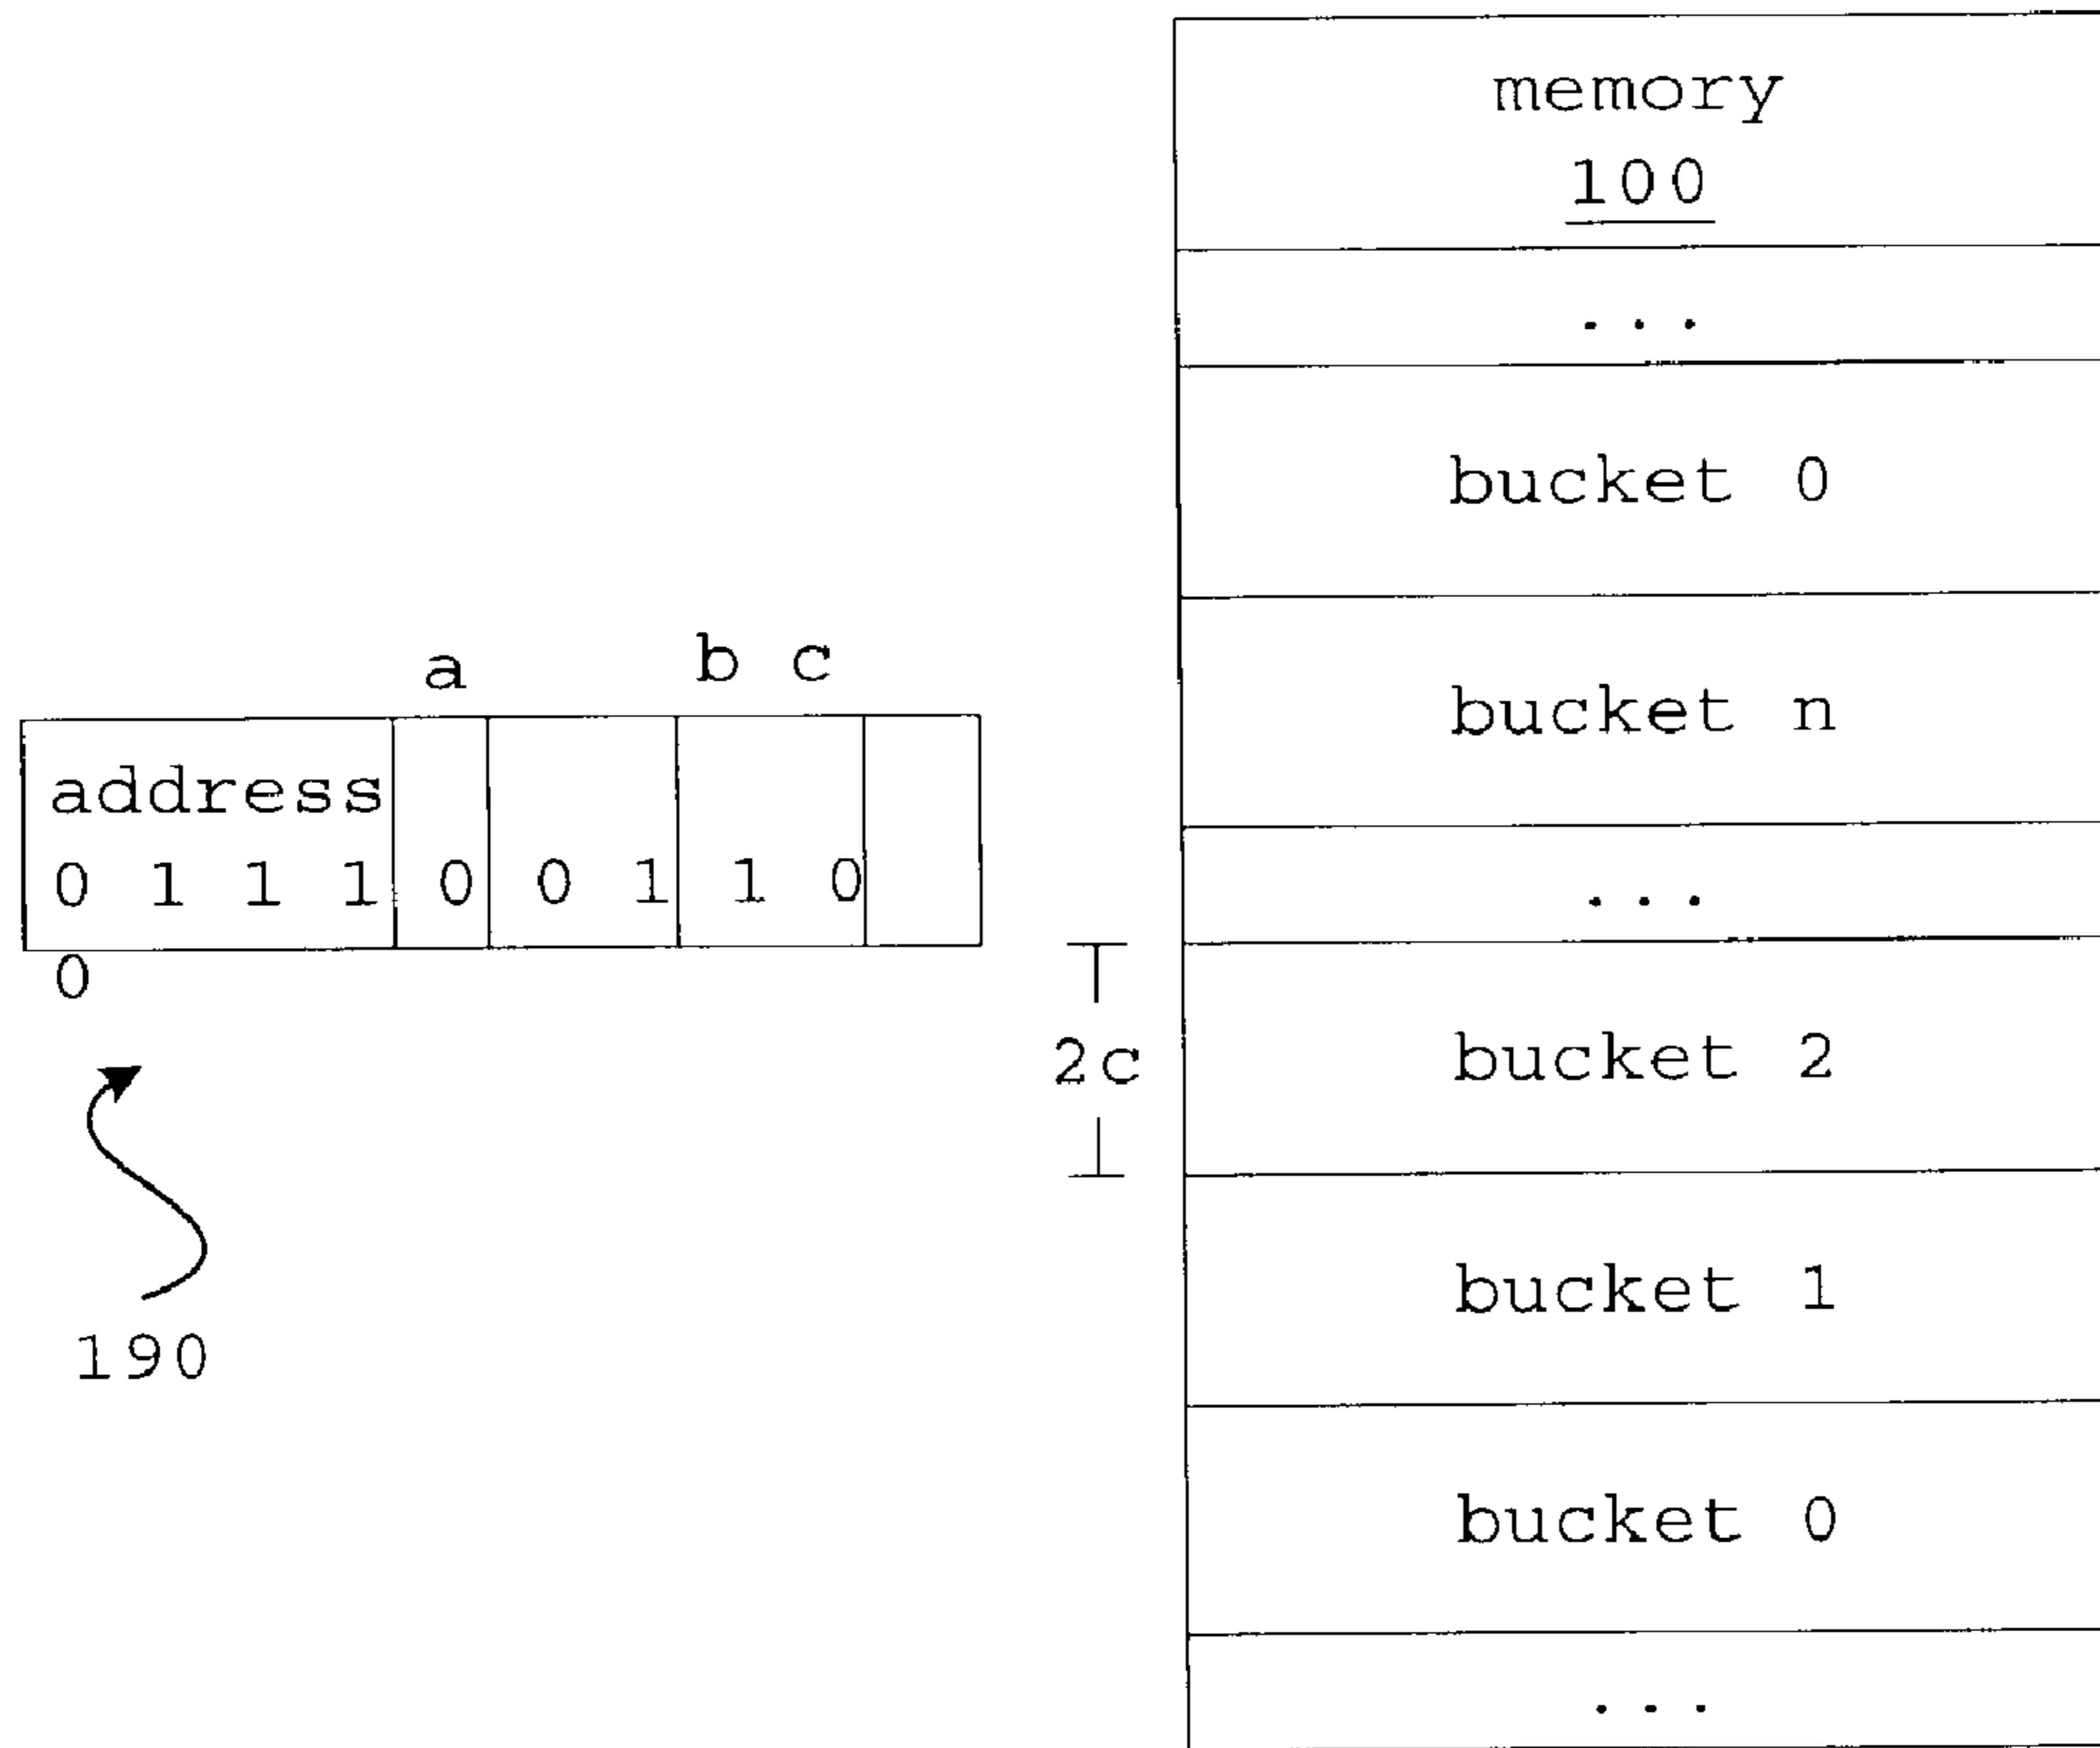 a b c
address
0 1 1 1 0 0 1 1 0
0
190
memory
100
...
bucket 0
bucket n
...
2c
bucket 2
bucket 1
bucket 0
...